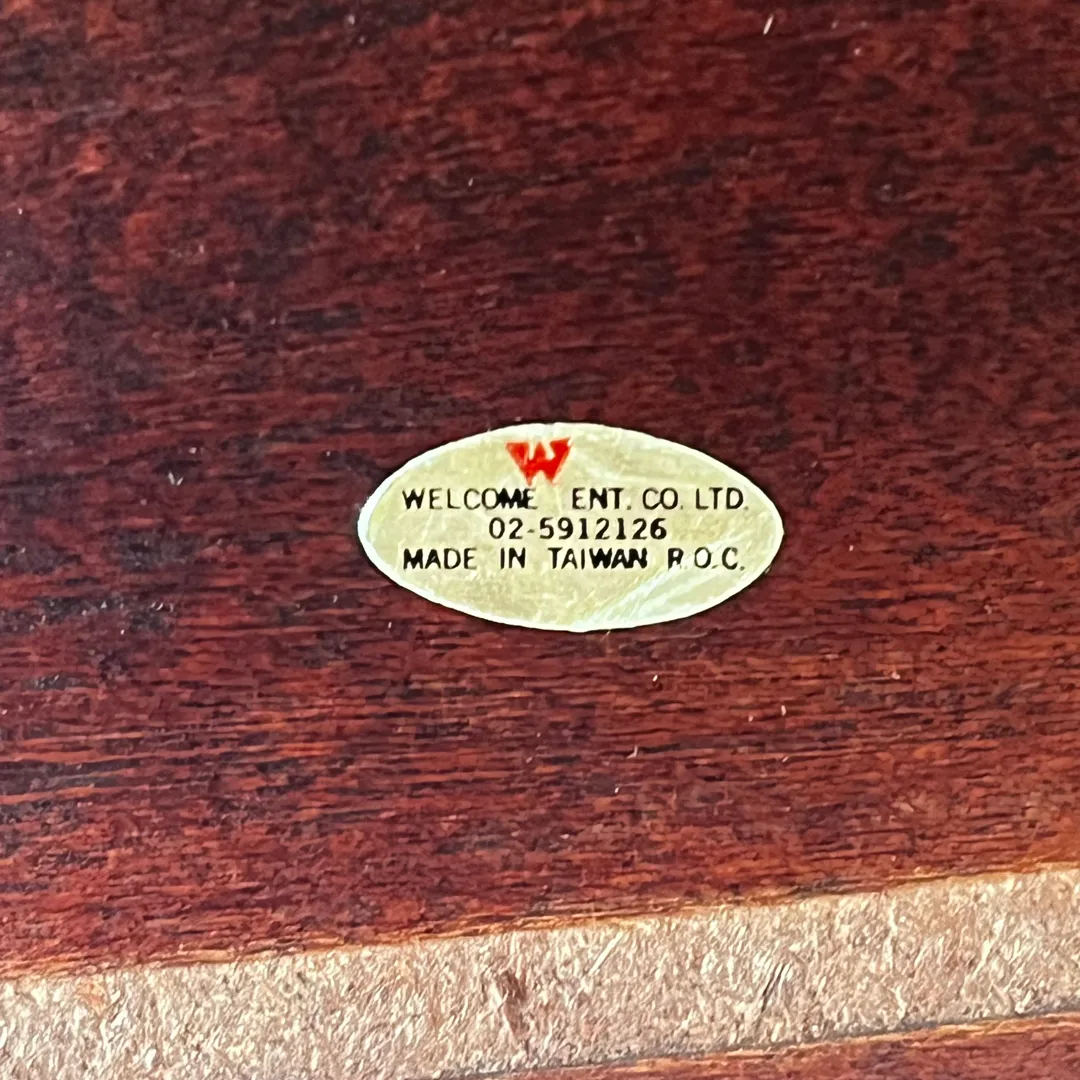 W
WELCOME ENT. CO. LTD.
02-5912126
MADE IN TAIWAN R.O.C.